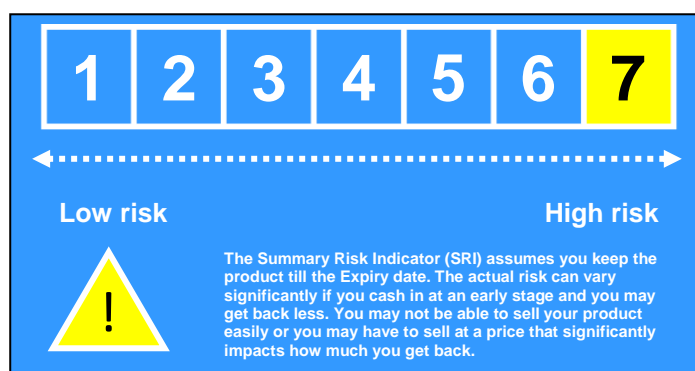 1 2 3 4 5 6 7
Low risk High risk
!
The Summary Risk Indicator (SRI) assumes you keep the
product till the Expiry date. The actual risk can vary
significantly if you cash in at an early stage and you may
get back less. You may not be able to sell your product
easily or you may have to sell at a price that significantly
impacts how much you get back.